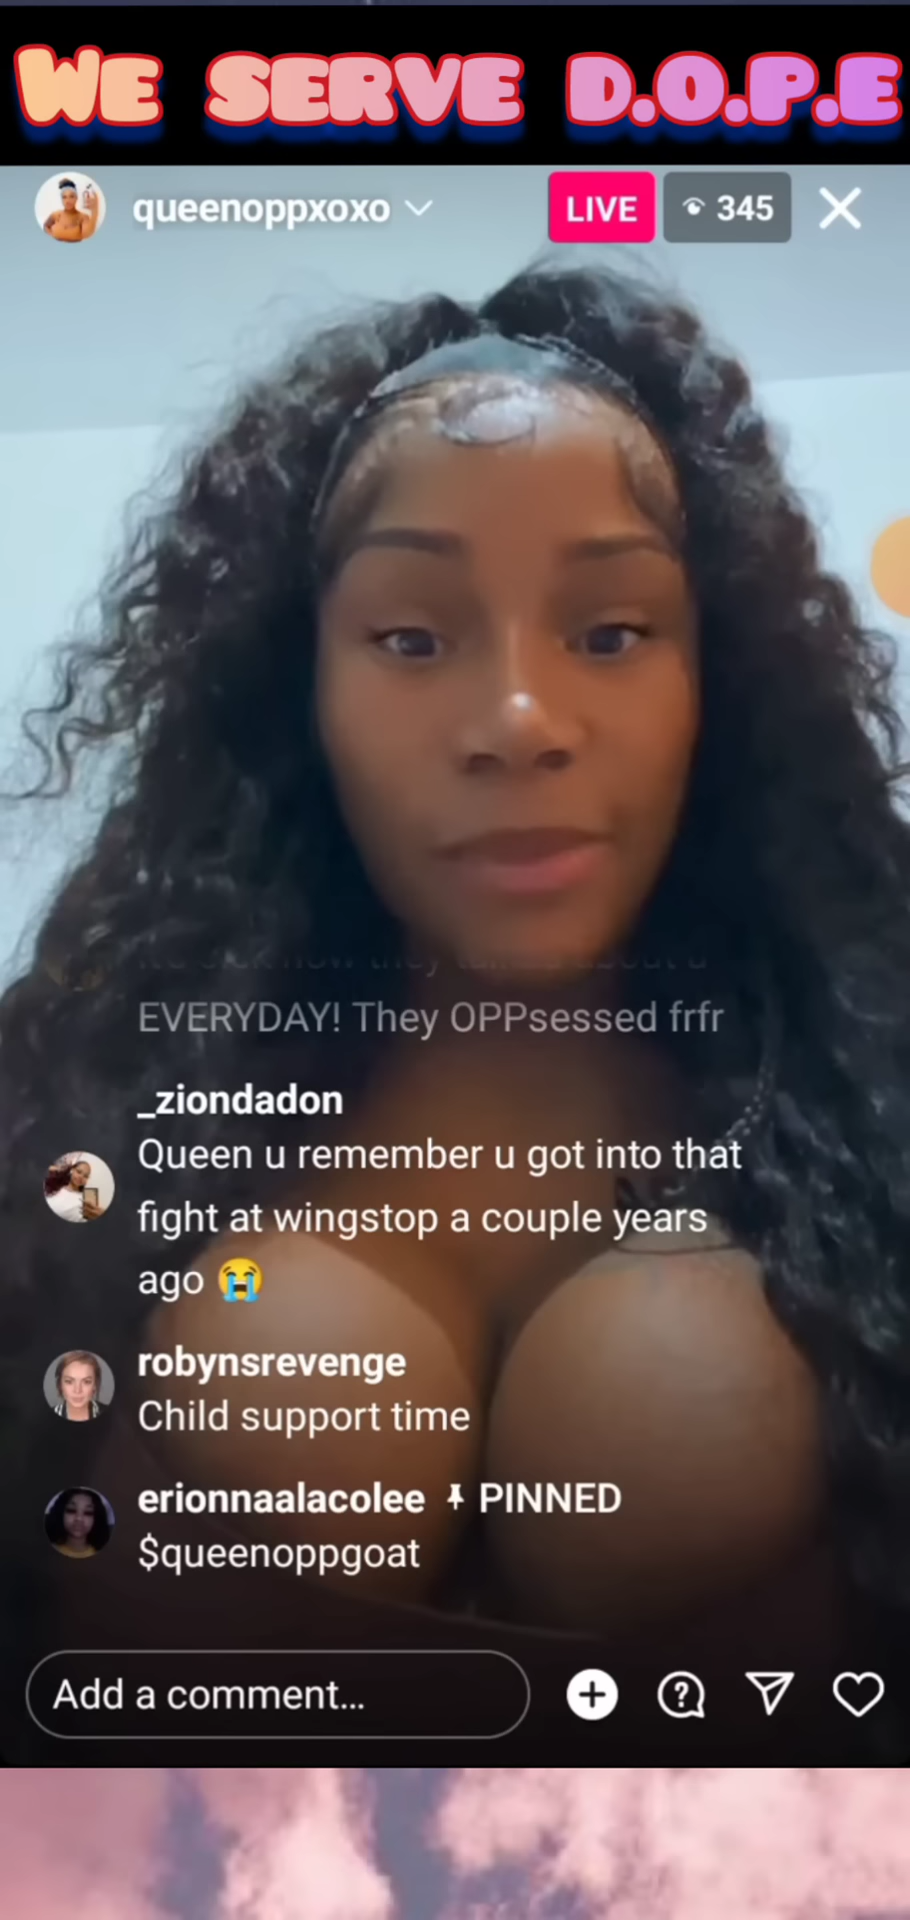 WE SERVE D.O.P.E
queenoppxoxo
LIVE
345
EVERYDAY! They OPPsessed frfr
_ziondadon
Queen u remember u got into that
fight at wingstop a couple years
ago 😭
robynsrevenge
Child support time
erionnaalacolee PINNED
$queenoppgoat
Add a comment...